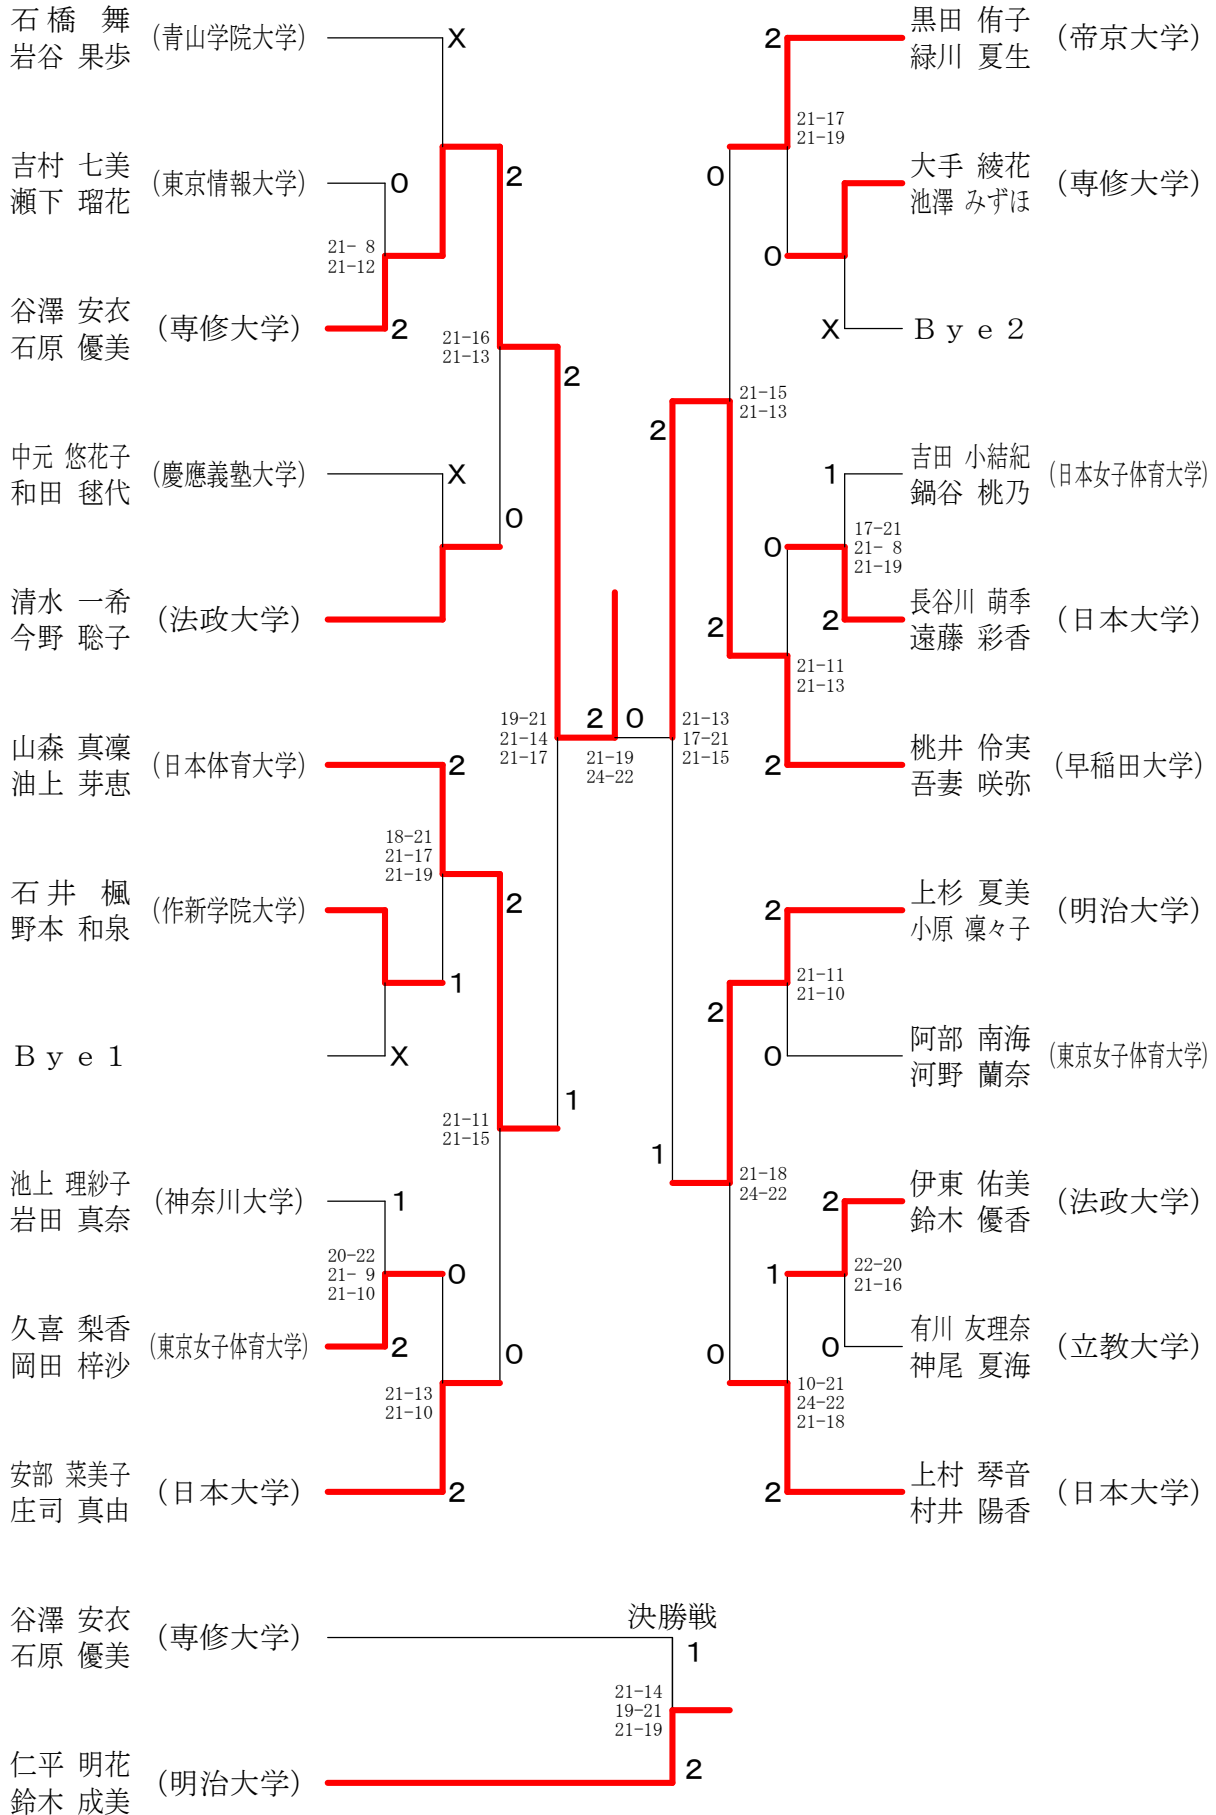 石橋 舞
岩谷 果歩
(青山学院大学)
X
吉村 七美
瀬下 瑠花
(東京情報大学)
0
21- 8
21-12
2
谷澤 安衣
石原 優美
(専修大学)
2
21-16
21-13
2
中元 悠花子
和田 毬代
(慶應義塾大学)
X
0
清水 一希
今野 聡子
(法政大学)
山森 真凜
油上 芽恵
(日本体育大学)
2
19-21
21-14
21-17
2
0
21-19
24-22
18-21
21-17
21-19
2
石井 楓
野本 和泉
(作新学院大学)
1
Bye1
X
21-11
21-15
1
池上 理紗子
岩田 真奈
(神奈川大学)
1
20-22
21- 9
21-10
0
久喜 梨香
岡田 梓沙
(東京女子体育大学)
2
0
21-13
21-10
安部 菜美子
庄司 真由
(日本大学)
2
2
黒田 侑子
緑川 夏生
(帝京大学)
21-17
21-19
0
大手 綾花
池澤 みずほ
(専修大学)
0
X
Bye2
21-15
21-13
2
1
吉田 小結紀
鍋谷 桃乃
(日本女子体育大学)
17-21
21- 8
21-19
0
2
長谷川 萌季
遠藤 彩香
(日本大学)
2
21-11
21-13
21-13
17-21
21-15
2
桃井 伶実
吾妻 咲弥
(早稲田大学)
2
上杉 夏美
小原 凜々子
(明治大学)
21-11
21-10
2
0
阿部 南海
河野 蘭奈
(東京女子体育大学)
1
21-18
24-22
2
伊東 佑美
鈴木 優香
(法政大学)
1
22-20
21-16
0
有川 友理奈
神尾 夏海
(立教大学)
0
10-21
24-22
21-18
2
上村 琴音
村井 陽香
(日本大学)
決勝戦
谷澤 安衣
石原 優美
(専修大学)
1
21-14
19-21
21-19
仁平 明花
鈴木 成美
(明治大学)
2